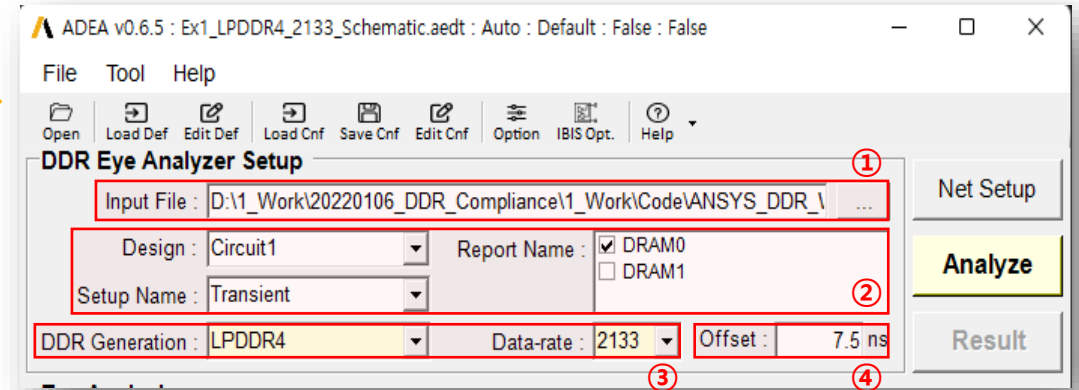 ADEA v0.6.5 : Ex1_LPDDR4_2133_Schematic.aedt : Auto : Default : False : False
File Tool Help
Open Load Def Edit Def Load Cnf Save Cnf Edit Cnf Option IBIS Opt. Help
DDR Eye Analyzer Setup ①
Input File : D:\1_Work\20220106_DDR_Compliance\1_Work\Code\ANSYS_DDR_\ ... Net Setup
Design : Circuit1 Report Name : DRAM0
DRAM1 Analyze
Setup Name : Transient ②
DDR Generation : LPDDR4 Data-rate : 2133 Offset : 7.5 ns Result
③ ④